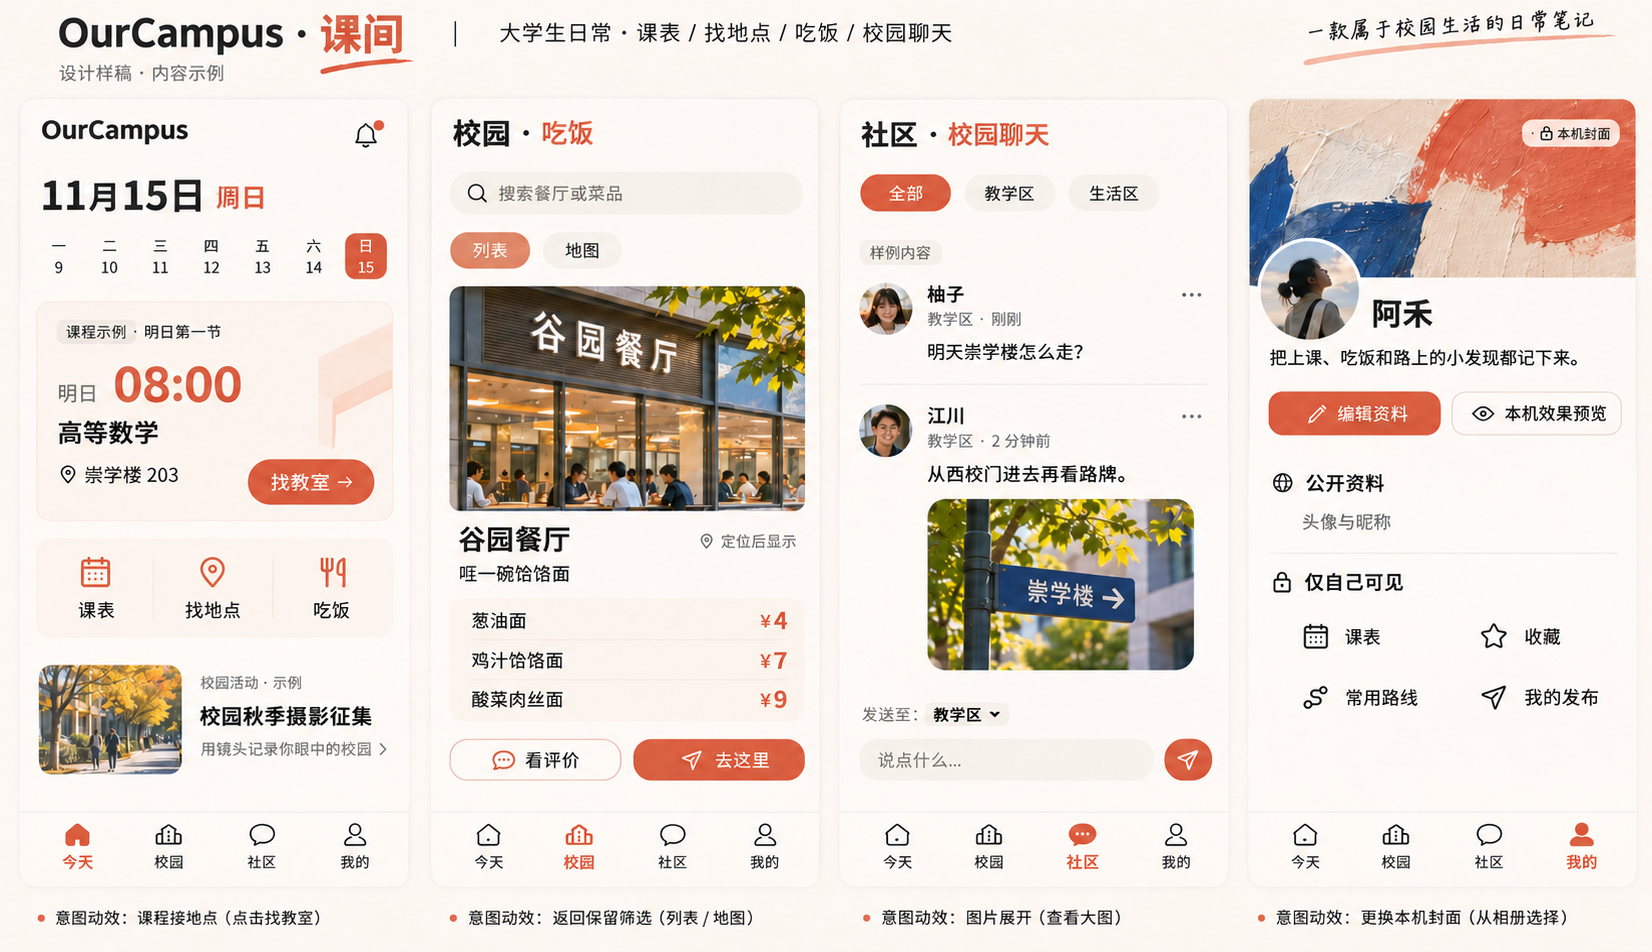 OurCampus · 课间
大学生日常 · 课表 / 找地点 / 吃饭 / 校园聊天
一款属于校园生活的日常笔记
设计样稿 · 内容示例
OurCampus
11月15日 周日
一 二 三 四 五 六 日
9 10 11 12 13 14 15
课程示例 · 明日第一节
明日 08:00
高等数学
崇学楼 203
找教室 →
课表 找地点 吃饭
校园活动 · 示例
校园秋季摄影征集
用镜头记录你眼中的校园 >
今天 校园 社区 我的
意图动效：课程接地点（点击找教室）
校园 · 吃饭
搜索餐厅或菜品
列表 地图
谷园餐厅
谷园餐厅
定位后显示
咥一碗饸饹面
葱油面 ¥4
鸡汁饸饹面 ¥7
酸菜肉丝面 ¥9
看评价 去这里
今天 校园 社区 我的
意图动效：返回保留筛选（列表 / 地图）
社区 · 校园聊天
全部 教学区 生活区
样例内容
柚子
教学区 · 刚刚
明天崇学楼怎么走？
江川
教学区 · 2 分钟前
从西校门进去再看路牌。
崇学楼 →
发送至： 教学区
说点什么...
今天 校园 社区 我的
意图动效：图片展开（查看大图）
· 本机封面
阿禾
把上课、吃饭和路上的小发现都记下来。
编辑资料 本机效果预览
公开资料
头像与昵称
仅自己可见
课表 收藏
常用路线 我的发布
今天 校园 社区 我的
意图动效：更换本机封面（从相册选择）